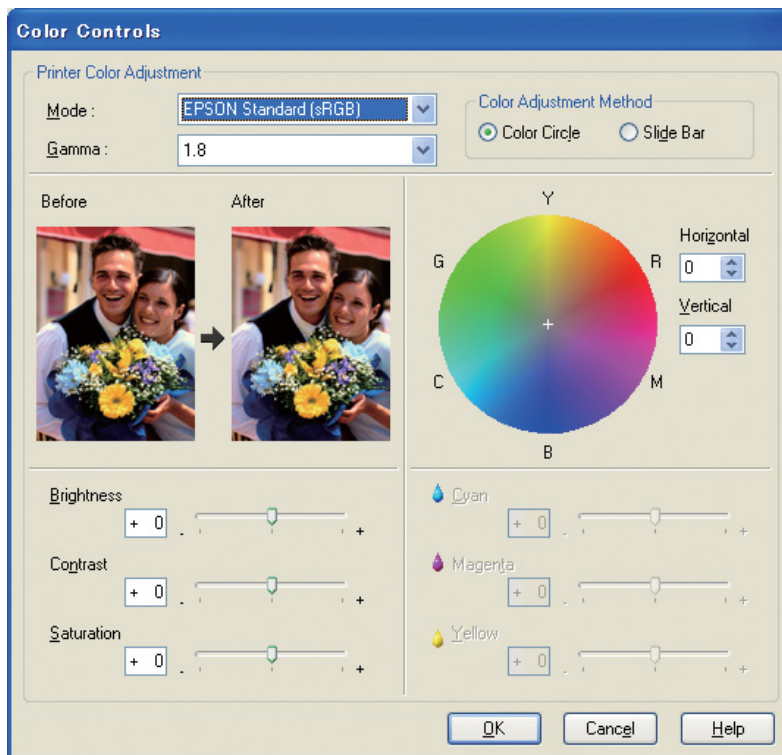 Color Controls
Printer Color Adjustment
Mode :
EPSON Standard (sRGB)
Gamma :
1.8
Color Adjustment Method
Color Circle
Slide Bar
Before
After
Y
G
R
C
M
B
Horizontal
0
Vertical
0
Brightness
+ 0
- +
Contrast
+ 0
- +
Saturation
+ 0
- +
Cyan
+ 0
- +
Magenta
+ 0
- +
Yellow
+ 0
- +
OK
Cancel
Help